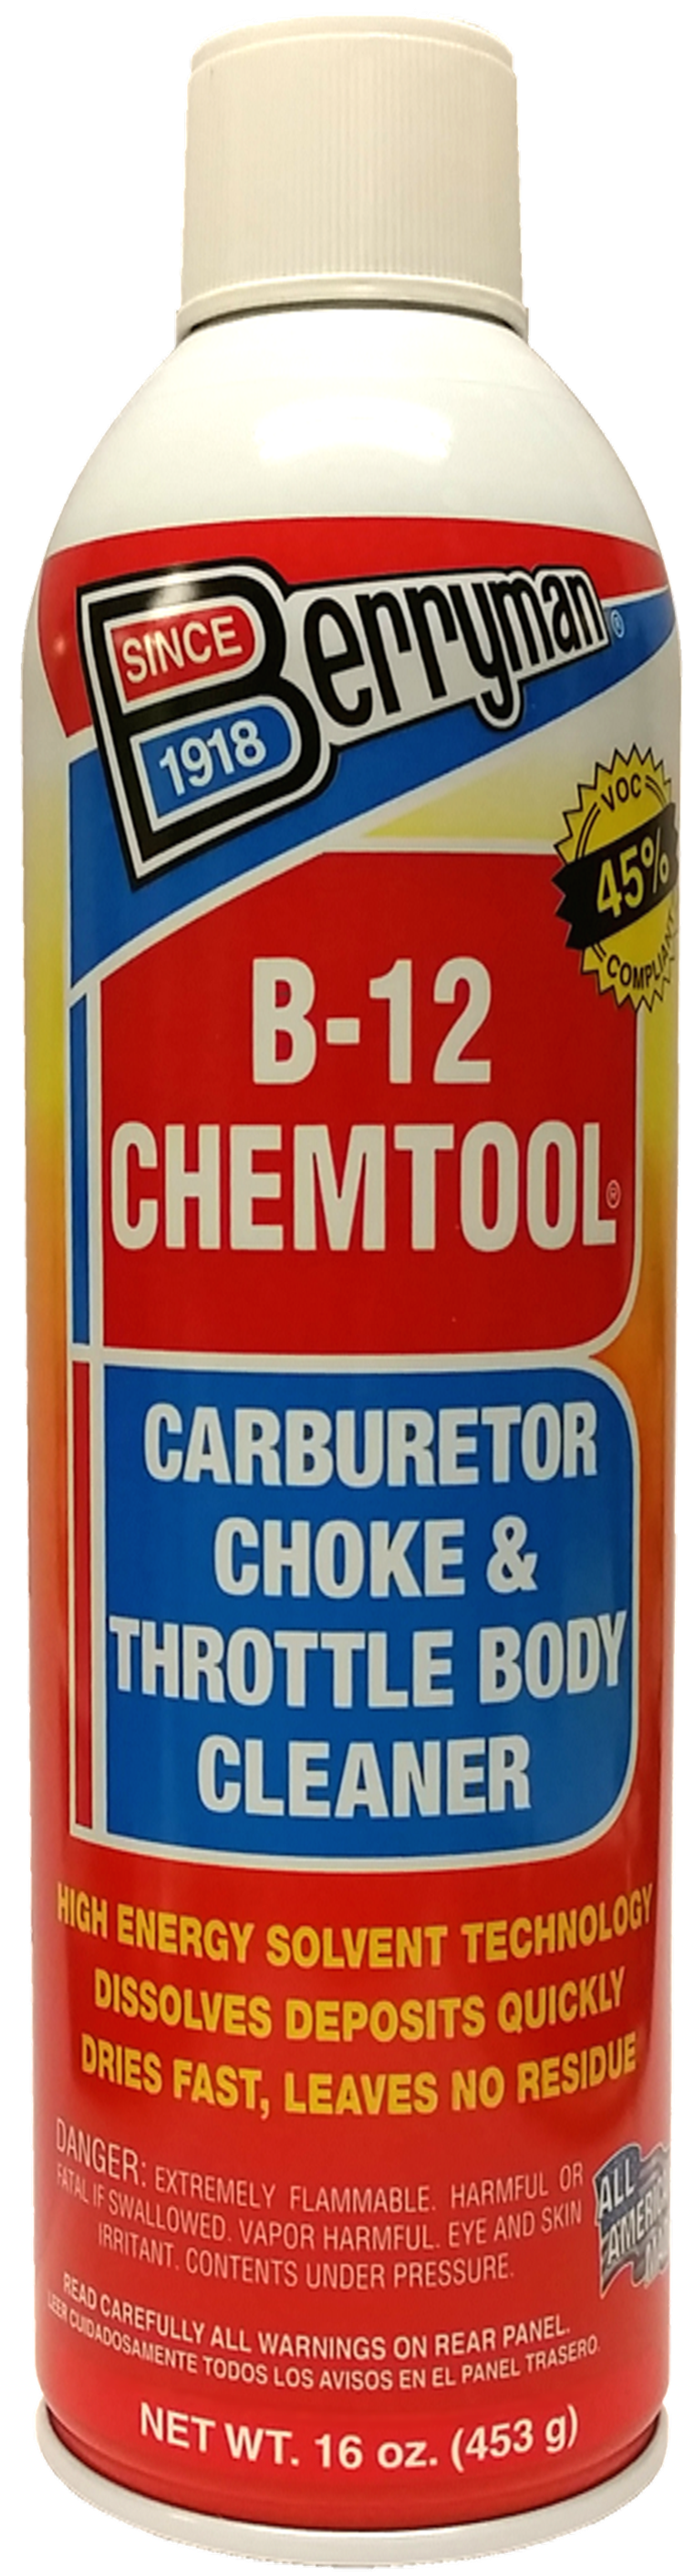 SINCE
1918
Berryman®
VOC
45%
COMPLIANT
B-12
CHEMTOOL®
CARBURETOR
CHOKE &
THROTTLE BODY
CLEANER
HIGH ENERGY SOLVENT TECHNOLOGY
DISSOLVES DEPOSITS QUICKLY
DRIES FAST, LEAVES NO RESIDUE
DANGER: EXTREMELY FLAMMABLE. HARMFUL OR
FATAL IF SWALLOWED. VAPOR HARMFUL. EYE AND SKIN
IRRITANT. CONTENTS UNDER PRESSURE.
ALL
AMERICA
MA
READ CAREFULLY ALL WARNINGS ON REAR PANEL.
LEER CUIDADOSAMENTE TODOS LOS AVISOS EN EL PANEL TRASERO.
NET WT. 16 oz. (453 g)